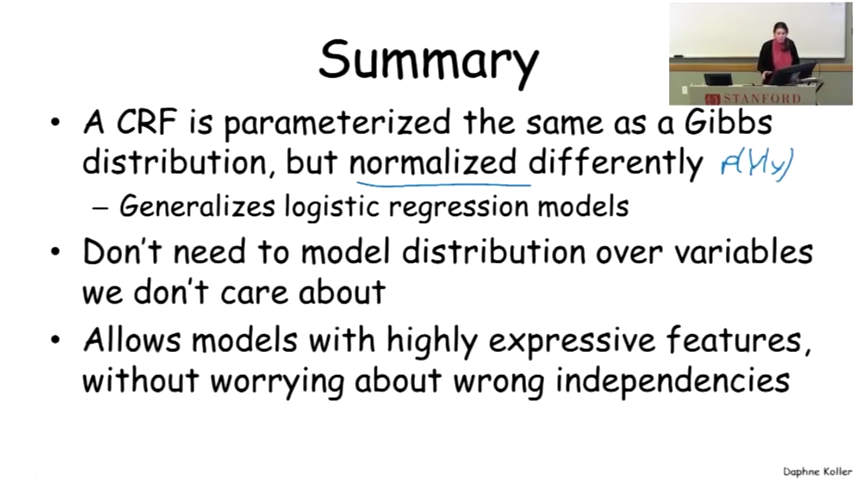 Summary
STANFORD
• A CRF is parameterized the same as a Gibbs
distribution, but normalized differently
– Generalizes logistic regression models
• Don't need to model distribution over variables
we don't care about
• Allows models with highly expressive features,
without worrying about wrong independencies
Daphne Koller